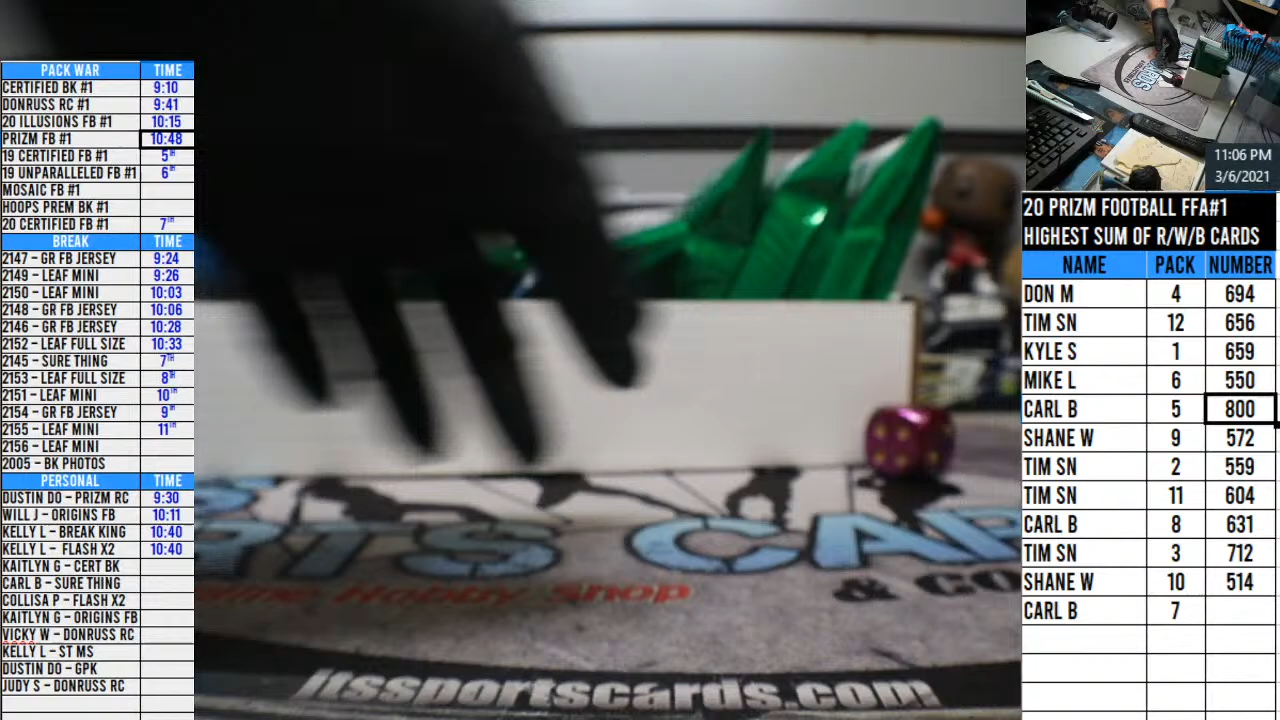 PACK WAR TIME
CERTIFIED BK #1 9:10
DONRUSS RC #1 9:41
20 ILLUSIONS FB #1 10:15
PRIZM FB #1 10:48
19 CERTIFIED FB #1 5TH
19 UNPARALLELED FB #1 6TH
MOSAIC FB #1
HOOPS PREM BK #1
20 CERTIFIED FB #1 7TH
BREAK TIME
2147 – GR FB JERSEY 9:24
2149 – LEAF MINI 9:26
2150 – LEAF MINI 10:03
2148 – GR FB JERSEY 10:06
2146 – GR FB JERSEY 10:28
2152 – LEAF FULL SIZE 10:33
2145 – SURE THING 7TH
2153 – LEAF FULL SIZE 8TH
2151 – LEAF MINI 10TH
2154 – GR FB JERSEY 9TH
2155 – LEAF MINI 11TH
2156 – LEAF MINI
2005 – BK PHOTOS
PERSONAL TIME
DUSTIN DO – PRIZM RC 9:30
WILL J – ORIGINS FB 10:11
KELLY L – BREAK KING 10:40
KELLY L – FLASH X2 10:40
KAITLYN G – CERT BK
CARL B – SURE THING
COLLISA P – FLASH X2
KAITLYN G – ORIGINS FB
VICKY W – DONRUSS RC
KELLY L – ST MS
DUSTIN DO – GPK
JUDY S – DONRUSS RC
& CO
Hobby Shop
itssportscards.com
11:06 PM
3/6/2021
20 PRIZM FOOTBALL FFA#1
HIGHEST SUM OF R/W/B CARDS
NAME PACK NUMBER
DON M 4 694
TIM SN 12 656
KYLE S 1 659
MIKE L 6 550
CARL B 5 800
SHANE W 9 572
TIM SN 2 559
TIM SN 11 604
CARL B 8 631
TIM SN 3 712
SHANE W 10 514
CARL B 7